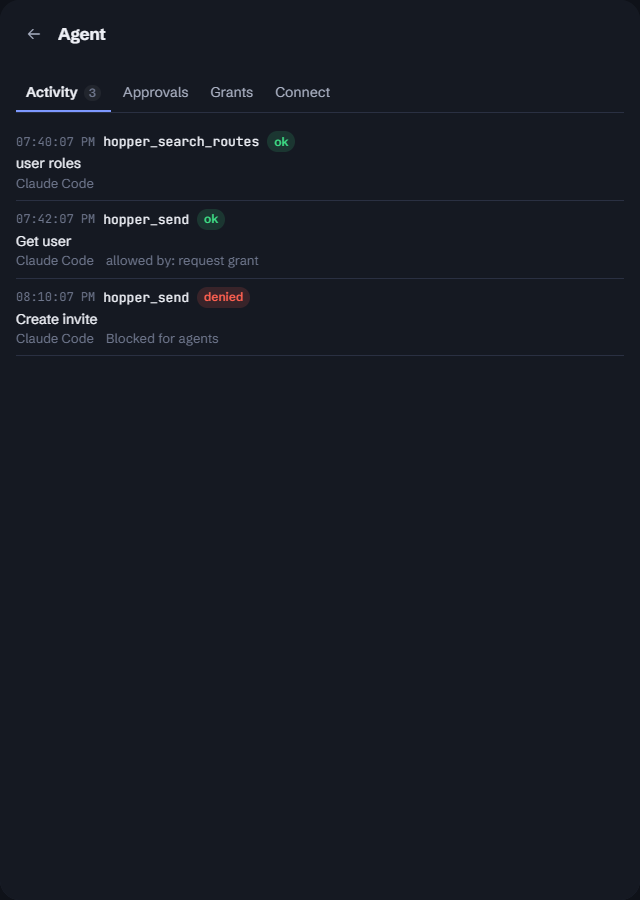 ← Agent
Activity 3 Approvals Grants Connect
07:40:07 PM hopper_search_routes ok
user roles
Claude Code
07:42:07 PM hopper_send ok
Get user
Claude Code allowed by: request grant
08:10:07 PM hopper_send denied
Create invite
Claude Code Blocked for agents